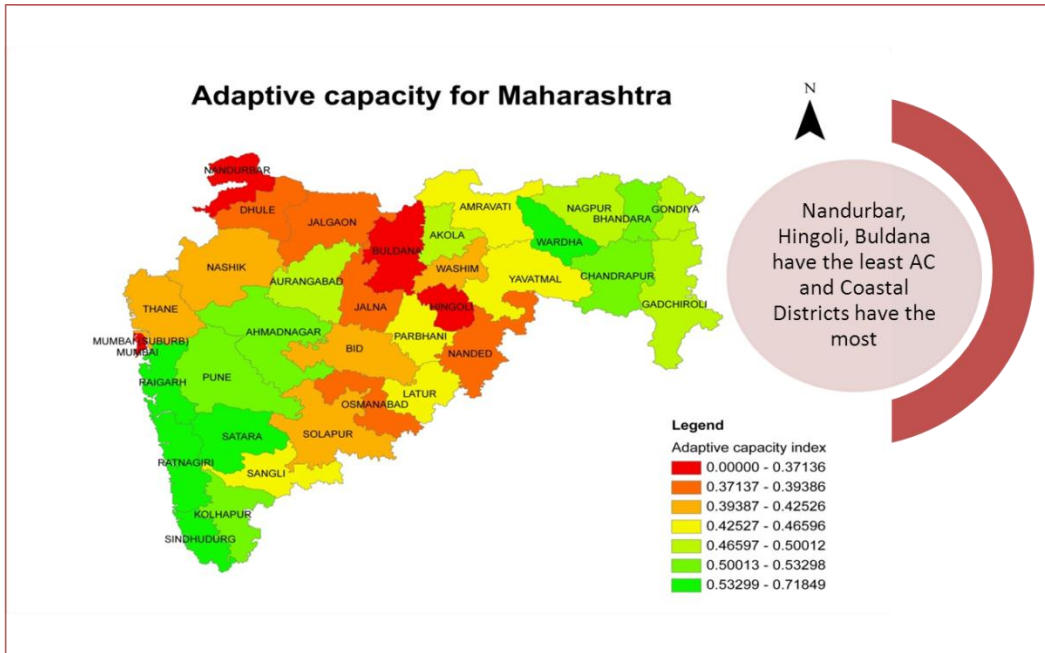 Adaptive capacity for Maharashtra
N
NANDURBAR
DHULE
JALGAON
BULDANA
AKOLA
AMRAVATI
NAGPUR
BHANDARA
GONDIYA
WARDHA
WASHIM
YAVATMAL
CHANDRAPUR
GADCHIROLI
NASHIK
AURANGABAD
JALNA
HINGOLI
THANE
AHMADNAGAR
PARBHANI
NANDED
MUMBAI (SUBURB)
MUMBAI
BID
RAIGARH
PUNE
LATUR
OSMANABAD
SATARA
SOLAPUR
RATNAGIRI
SANGLI
KOLHAPUR
SINDHUDURG
Nandurbar,
Hingoli, Buldana
have the least AC
and Coastal
Districts have the
most
Legend
Adaptive capacity index
0.00000 - 0.37136
0.37137 - 0.39386
0.39387 - 0.42526
0.42527 - 0.46596
0.46597 - 0.50012
0.50013 - 0.53298
0.53299 - 0.71849